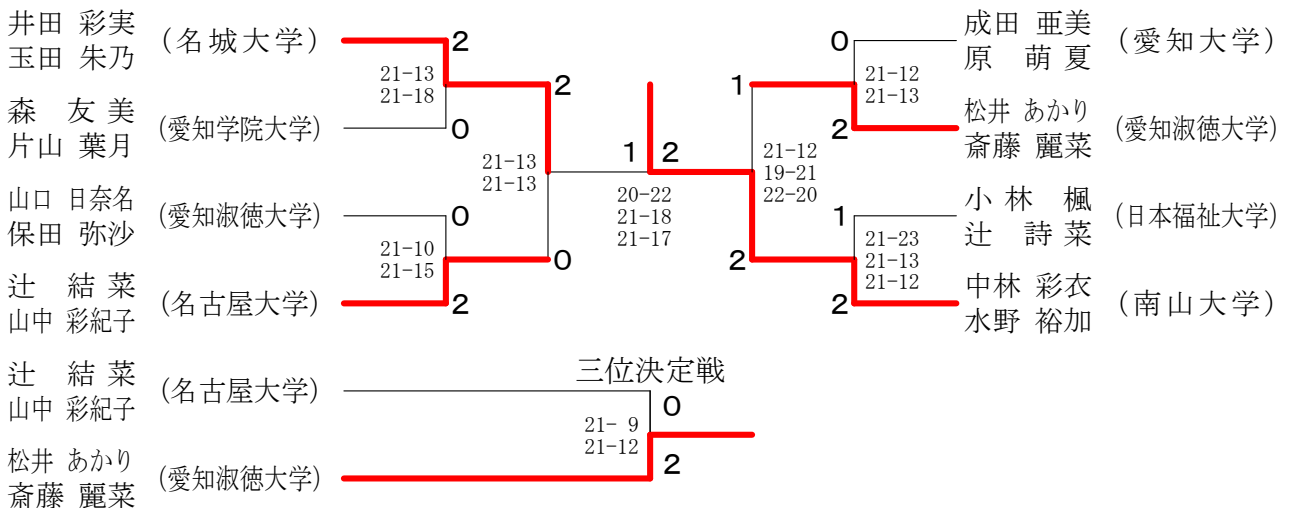 井田 彩実
玉田 朱乃
(名城大学)
2
21-13
21-18
森 友美
片山 葉月
(愛知学院大学)
0
2
21-13
21-13
山口 日奈名
保田 弥沙
(愛知淑徳大学)
0
21-10
21-15
0
辻 結菜
山中 彩紀子
(名古屋大学)
2
1
2
20-22
21-18
21-17
成田 亜美
原 萌夏
(愛知大学)
0
21-12
21-13
1
松井 あかり
斎藤 麗菜
(愛知淑徳大学)
2
21-12
19-21
22-20
小林 楓
辻 詩菜
(日本福祉大学)
1
21-23
21-13
21-12
2
中林 彩衣
水野 裕加
(南山大学)
2
三位決定戦
辻 結菜
山中 彩紀子
(名古屋大学)
0
21- 9
21-12
松井 あかり
斎藤 麗菜
(愛知淑徳大学)
2